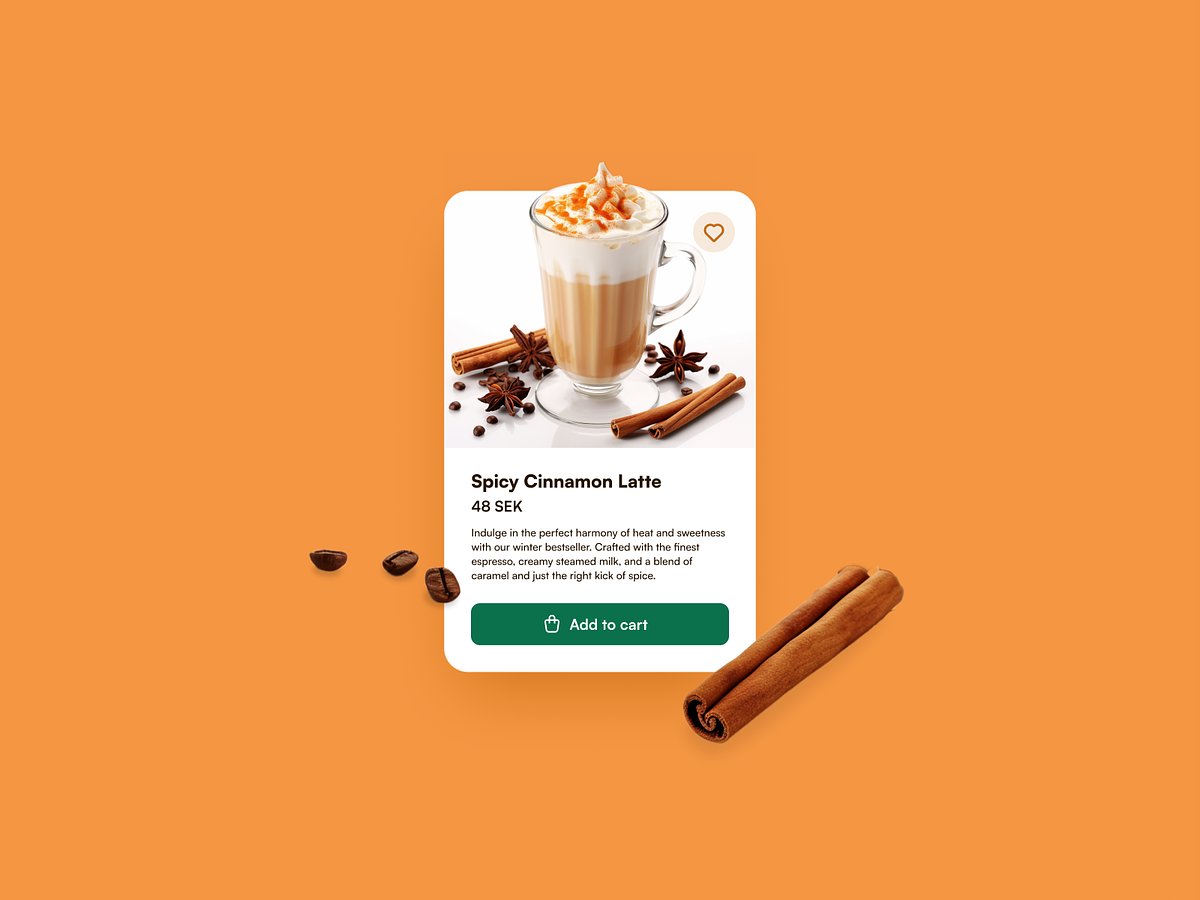 Spicy Cinnamon Latte
48 SEK
Indulge in the perfect harmony of heat and sweetness
with our winter bestseller. Crafted with the finest
espresso, creamy steamed milk, and a blend of
caramel and just the right kick of spice.
Add to cart